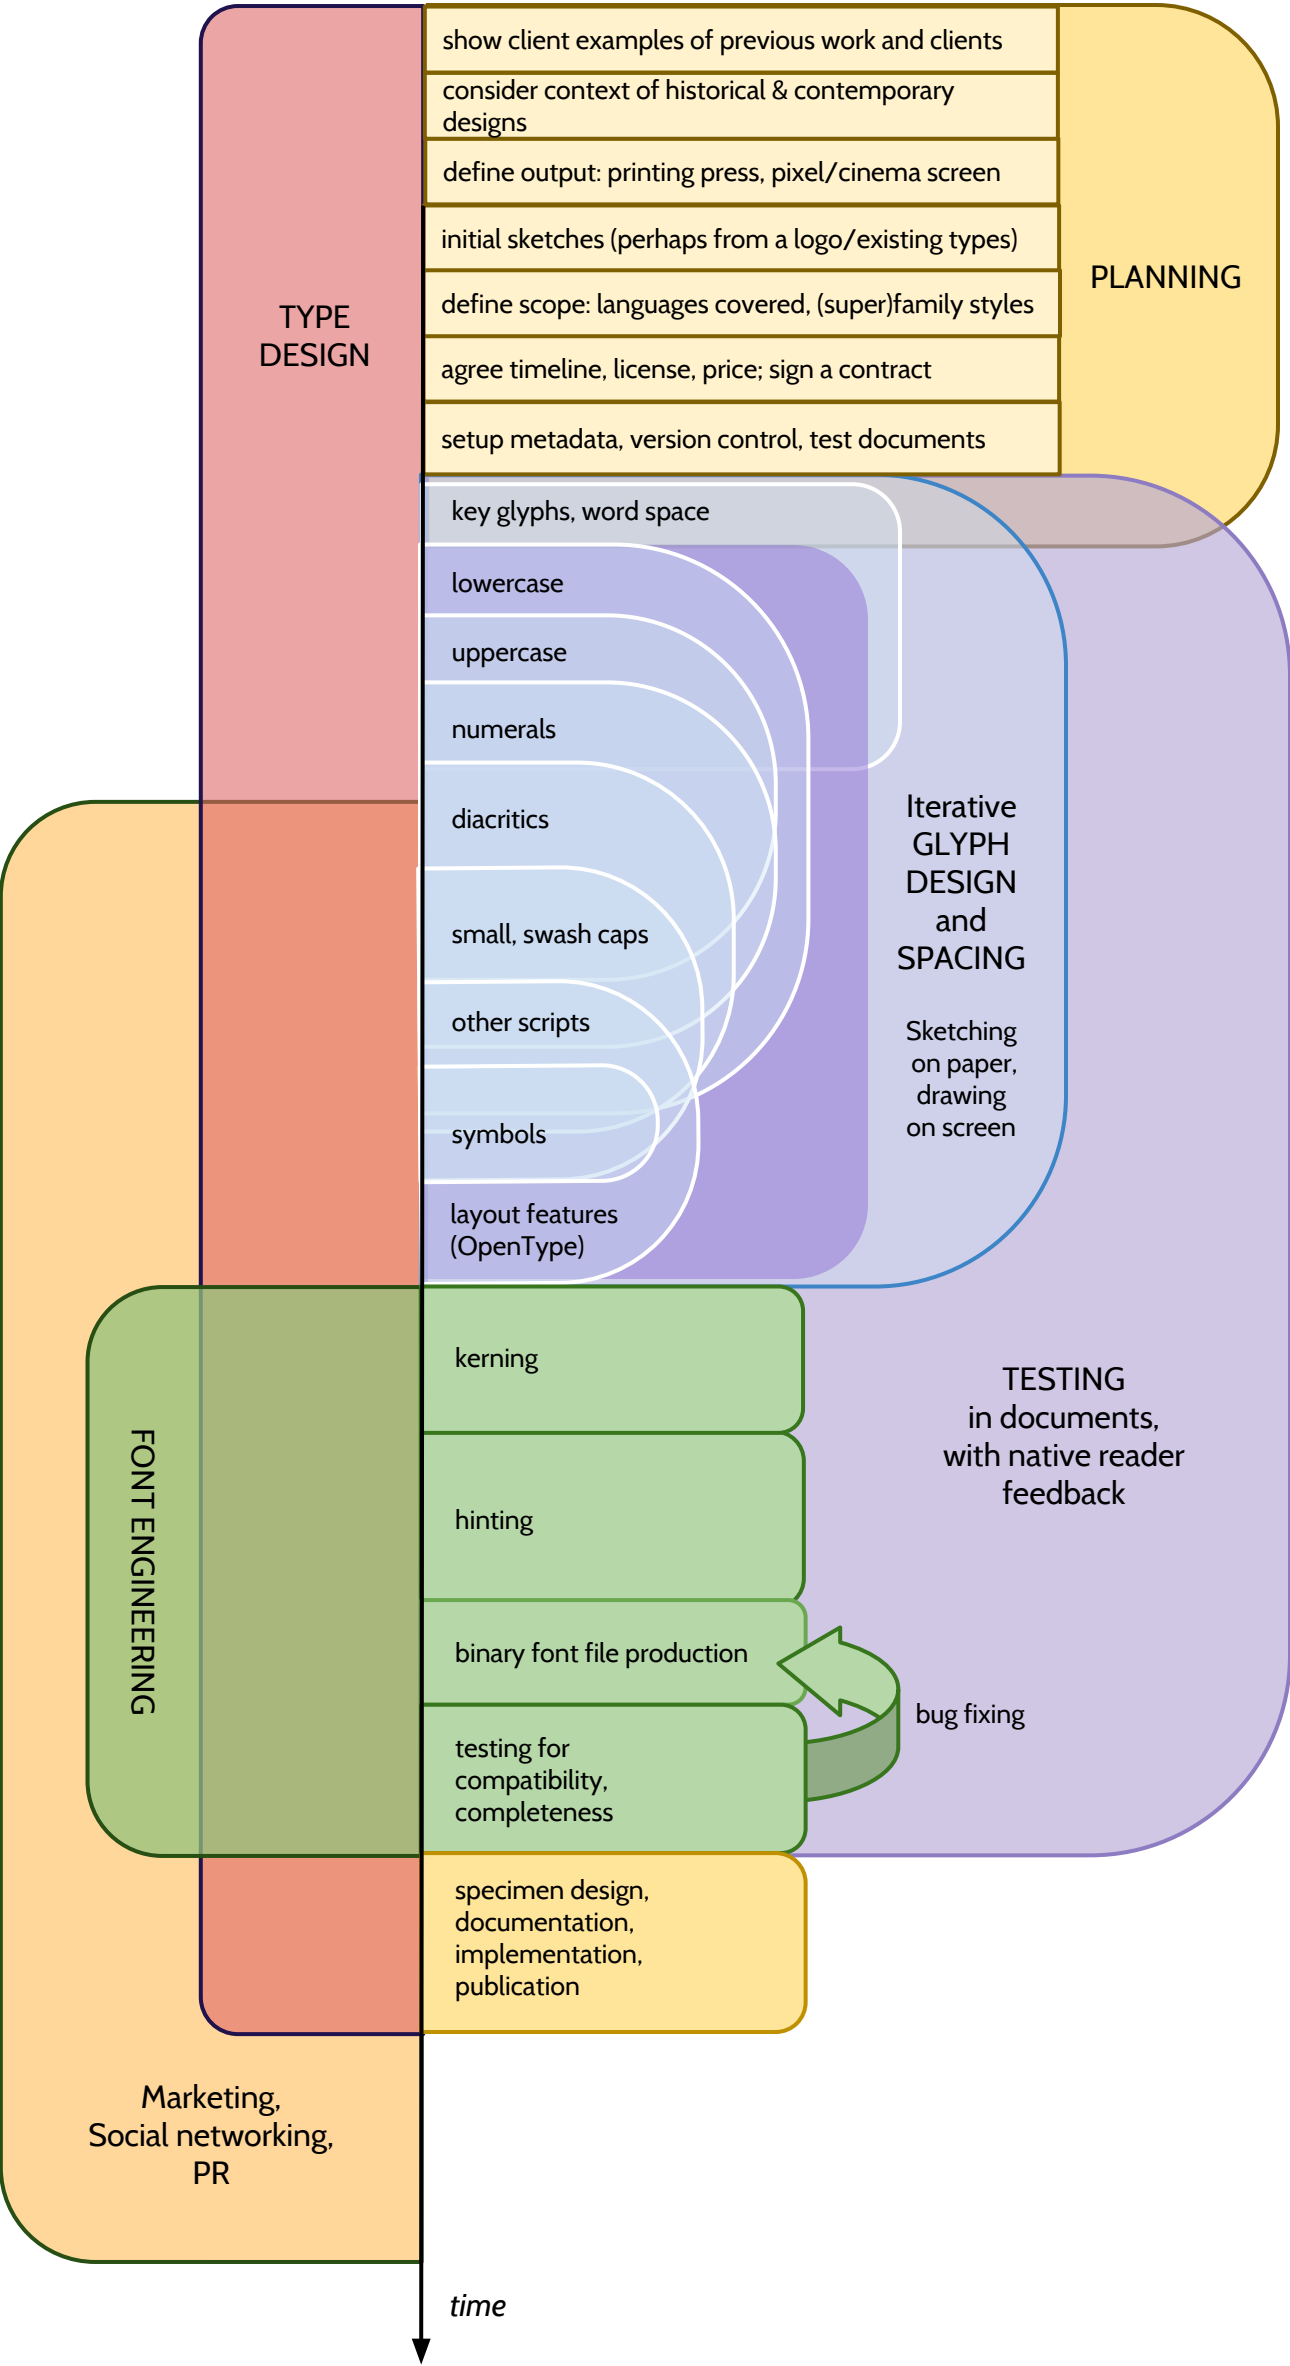 show client examples of previous work and clients
consider context of historical & contemporary
designs
define output: printing press, pixel/cinema screen
initial sketches (perhaps from a logo/existing types)
define scope: languages covered, (super)family styles
agree timeline, license, price; sign a contract
setup metadata, version control, test documents
PLANNING
TYPE
DESIGN
key glyphs, word space
lowercase
uppercase
numerals
diacritics
small, swash caps
other scripts
symbols
layout features
(OpenType)
Iterative
GLYPH
DESIGN
and
SPACING
Sketching
on paper,
drawing
on screen
kerning
hinting
binary font file production
testing for
compatibility,
completeness
bug fixing
TESTING
in documents,
with native reader
feedback
FONT ENGINEERING
specimen design,
documentation,
implementation,
publication
Marketing,
Social networking,
PR
time